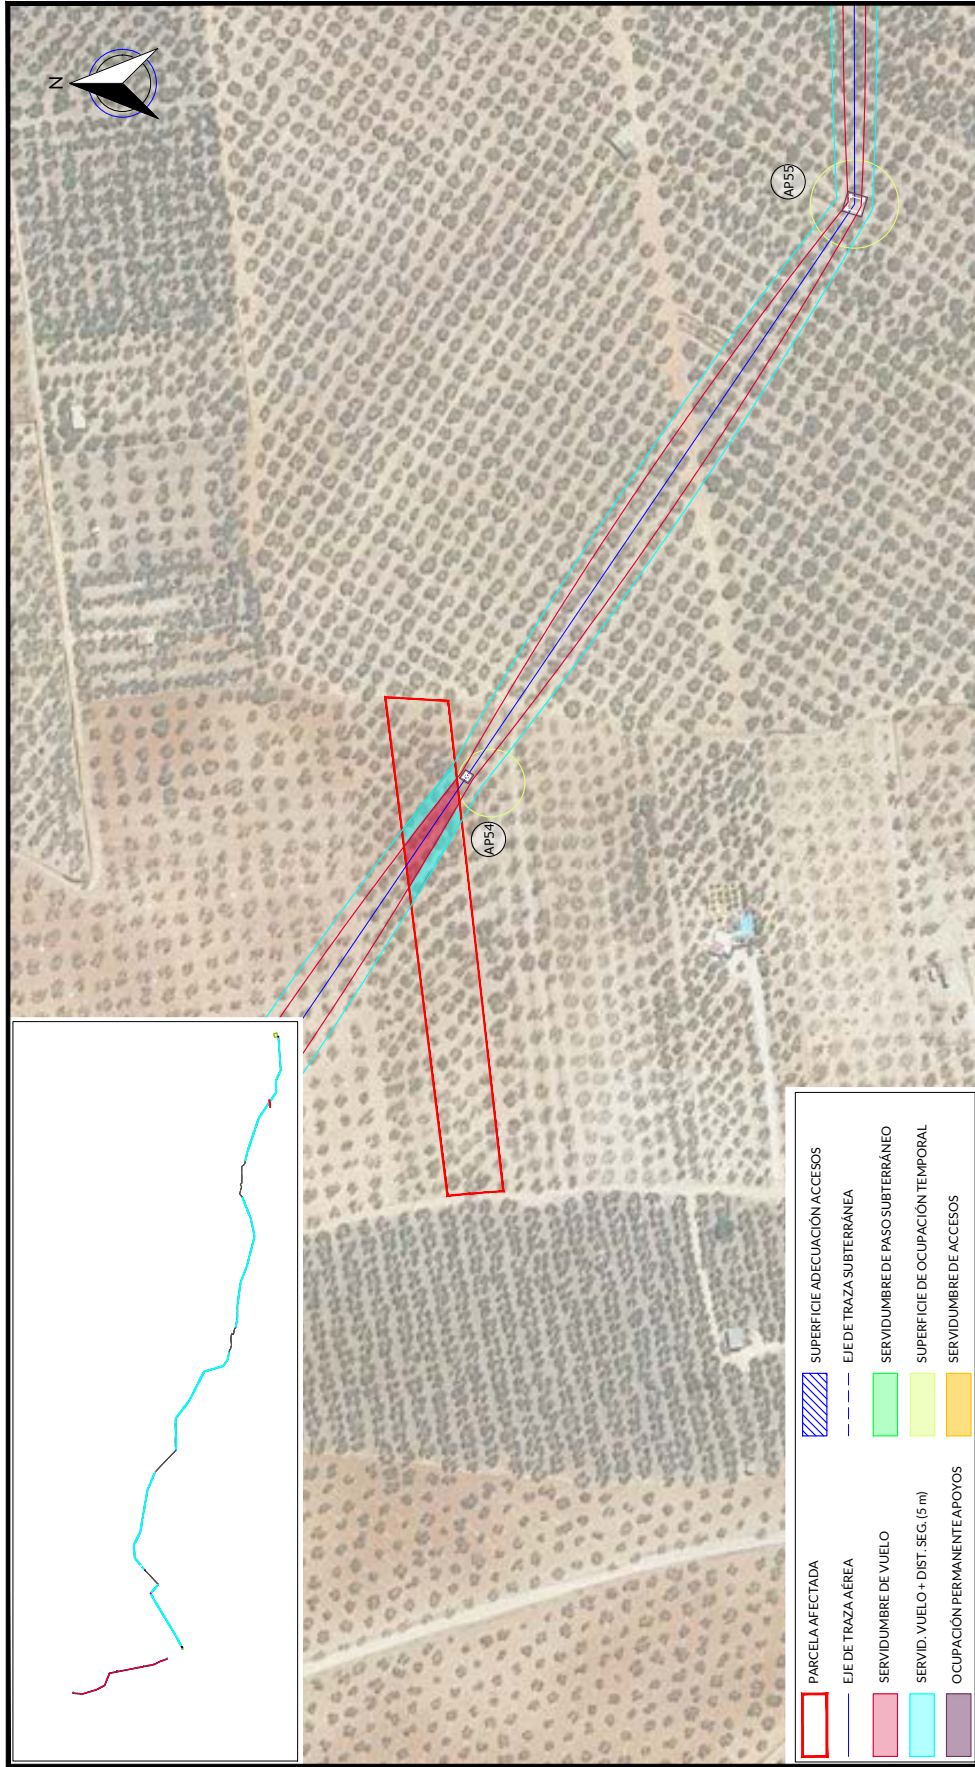 N
AP55
AP54
PARCELA AFECTADA
EJE DE TRAZA AÉREA
SERVIDUMBRE DE VUELO
SERVID. VUELO + DIST. SEG. (5 m)
OCUPACIÓN PERMANENTE APOYOS
SUPERFICIE ADECUACIÓN ACCESOS
EJE DE TRAZA SUBTERRÁNEA
SERVIDUMBRE DE PASO SUBTERRÁNEO
SUPERFICIE DE OCUPACIÓN TEMPORAL
SERVIDUMBRE DE ACCESOS